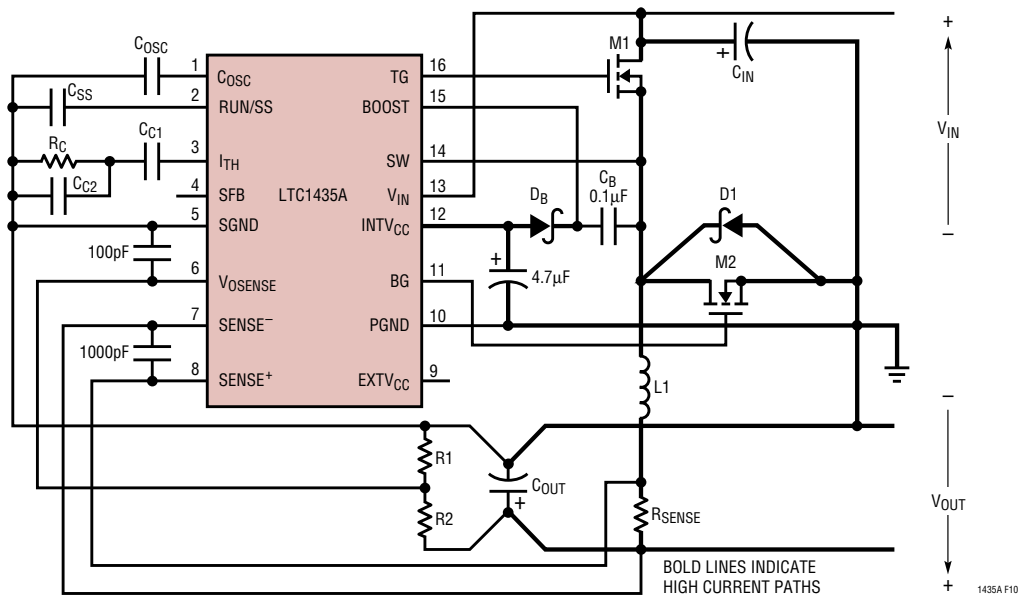 +
M1
COSC
+
CIN
1
COSC
TG
16
CSS
2
RUN/SS
BOOST
15
VIN
RC
CC1
3
ITH
SW
14
CC2
4
SFB
LTC1435A
VIN
13
DB
CB
0.1µF
D1
5
SGND
INTVCC
12
−
100pF
+
4.7µF
M2
6
VOSENSE
BG
11
7
SENSE−
PGND
10
1000pF
8
SENSE+
EXTVCC
9
L1
−
R1
COUT
+
R2
RSENSE
VOUT
BOLD LINES INDICATE
HIGH CURRENT PATHS
+
1435A F10